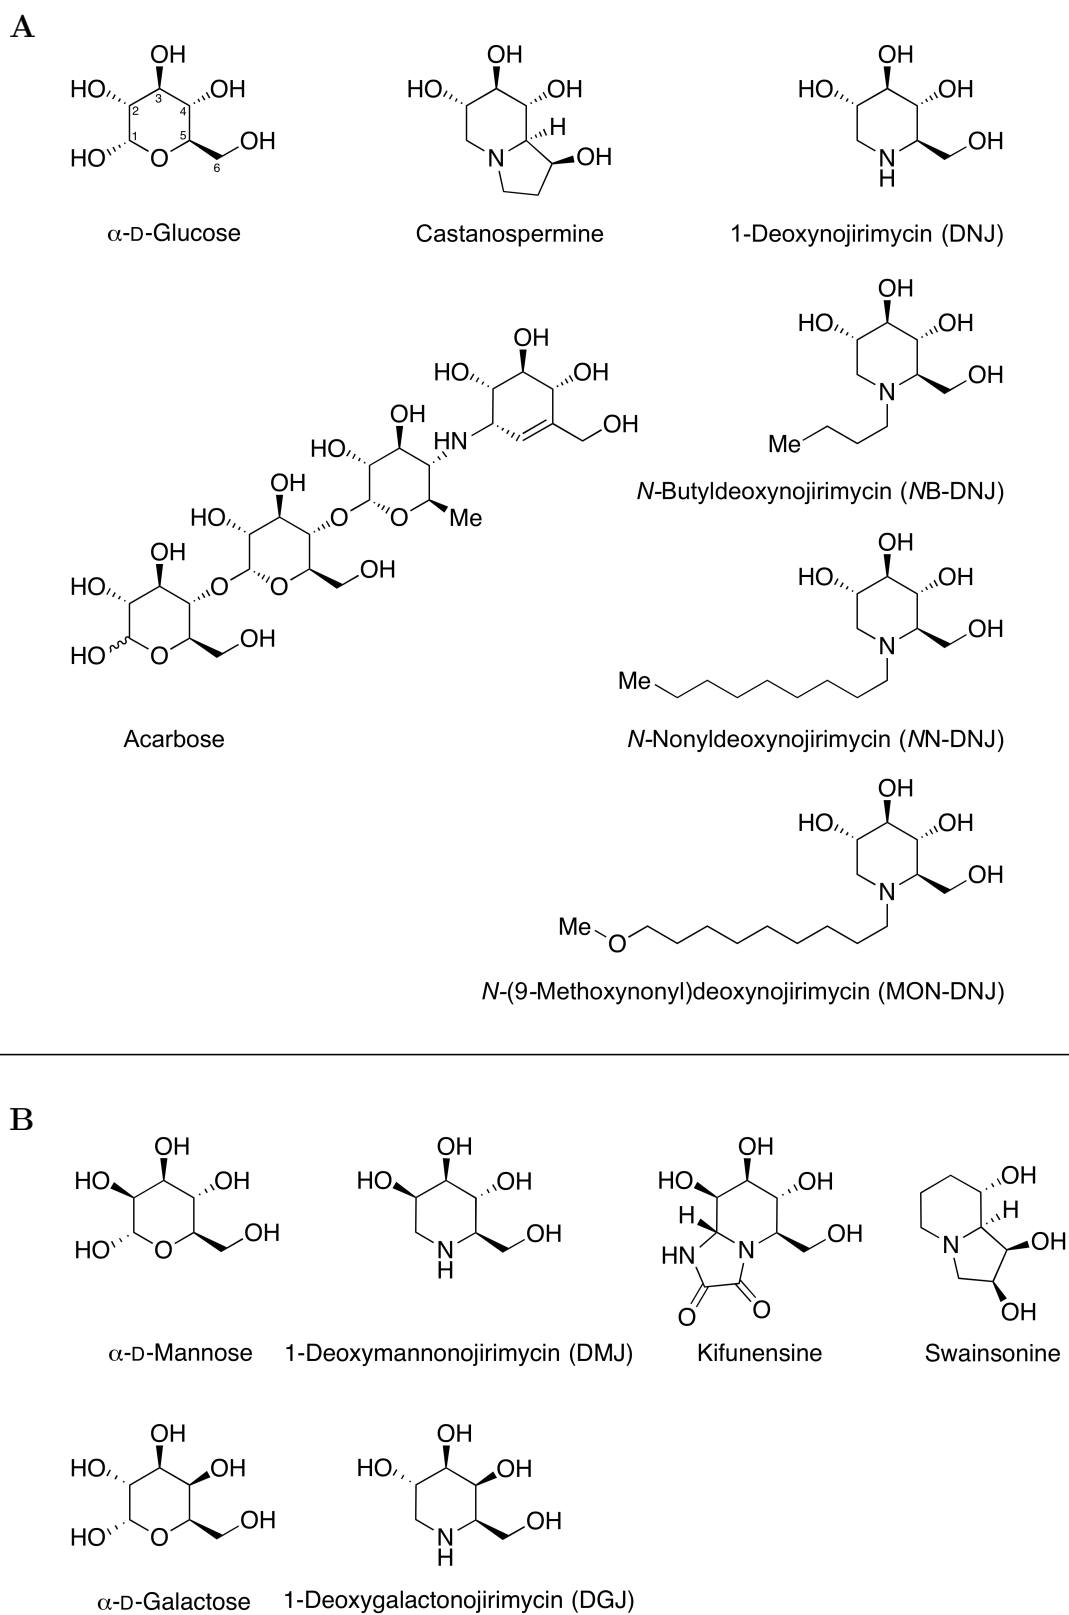 A
OH OH OH
HO OH HO OH HO OH
3
2 4
1 5
6
H
HO O OH N OH N OH
H
α-D-Glucose Castanospermine 1-Deoxynojirimycin (DNJ)
OH
HO OH
OH
N
Me
N-Butyldeoxynojirimycin (NB-DNJ)
OH
HO OH
OH
HN
OH
HO
O Me
OH
HO O
O OH
OH
HO O
HO O OH
Acarbose
OH
HO OH
OH
N
Me
N-Nonyldeoxynojirimycin (NN-DNJ)
OH
HO OH
OH
N
Me
O
N-(9-Methoxynonyl)deoxynojirimycin (MON-DNJ)
B
OH OH OH
HO OH HO OH HO OH OH
H H
HO O OH N OH HN N OH N OH
H
O O OH
α-D-Mannose 1-Deoxymannonojirimycin (DMJ) Kifunensine Swainsonine
OH OH
HO OH HO OH
HO O OH N OH
H
α-D-Galactose 1-Deoxygalactonojirimycin (DGJ)